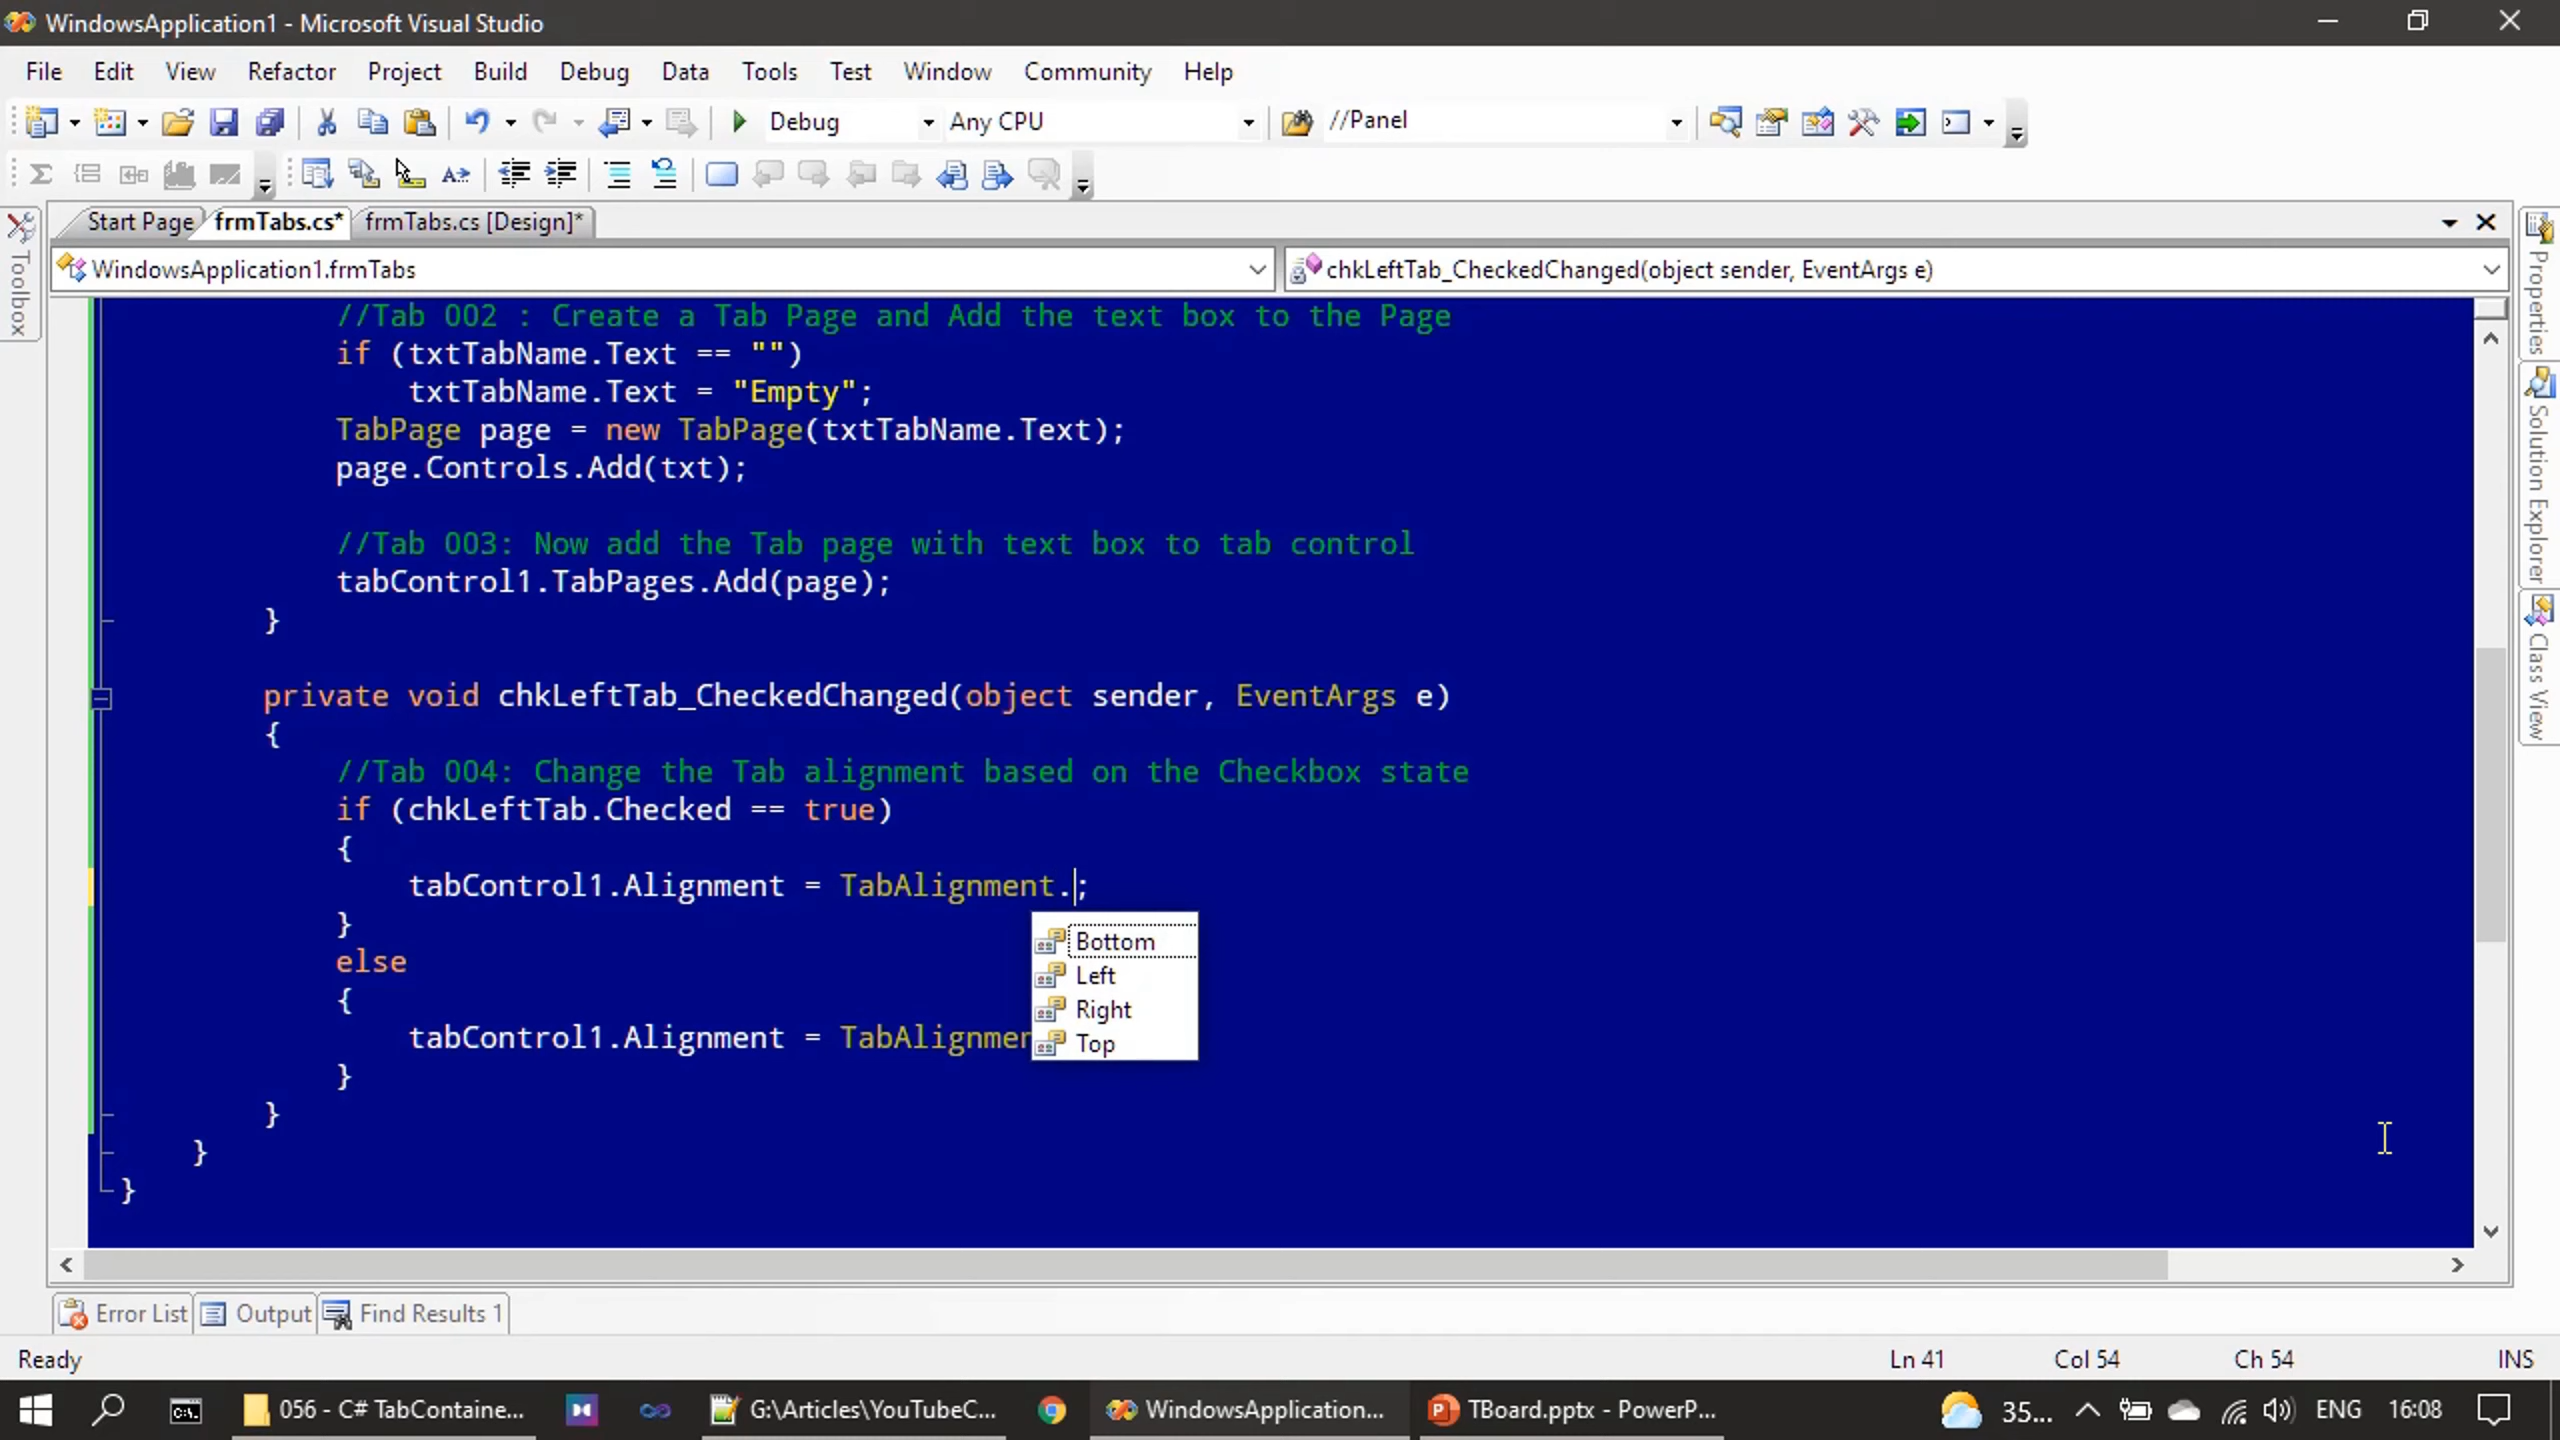 WindowsApplication1 - Microsoft Visual Studio
File Edit View Refactor Project Build Debug Data Tools Test Window Community Help
Debug Any CPU //Panel
Start Page frmTabs.cs* frmTabs.cs [Design]*
WindowsApplication1.frmTabs chkLeftTab_CheckedChanged(object sender, EventArgs e)
Toolbox
Properties
Solution Explorer
Class View
//Tab 002 : Create a Tab Page and Add the text box to the Page
if (txtTabName.Text == "")
txtTabName.Text = "Empty";
TabPage page = new TabPage(txtTabName.Text);
page.Controls.Add(txt);
//Tab 003: Now add the Tab page with text box to tab control
tabControl1.TabPages.Add(page);
}
private void chkLeftTab_CheckedChanged(object sender, EventArgs e)
{
//Tab 004: Change the Tab alignment based on the Checkbox state
if (chkLeftTab.Checked == true)
{
tabControl1.Alignment = TabAlignment.;
}
else
{
tabControl1.Alignment = TabAlignmen
}
}
}
}
Bottom
Left
Right
Top
Error List Output Find Results 1
Ready Ln 41 Col 54 Ch 54 INS
C:\. 056 - C# TabContaine... G:\Articles\YouTubeC... WindowsApplication... TBoard.pptx - PowerP... 35... ENG 16:08